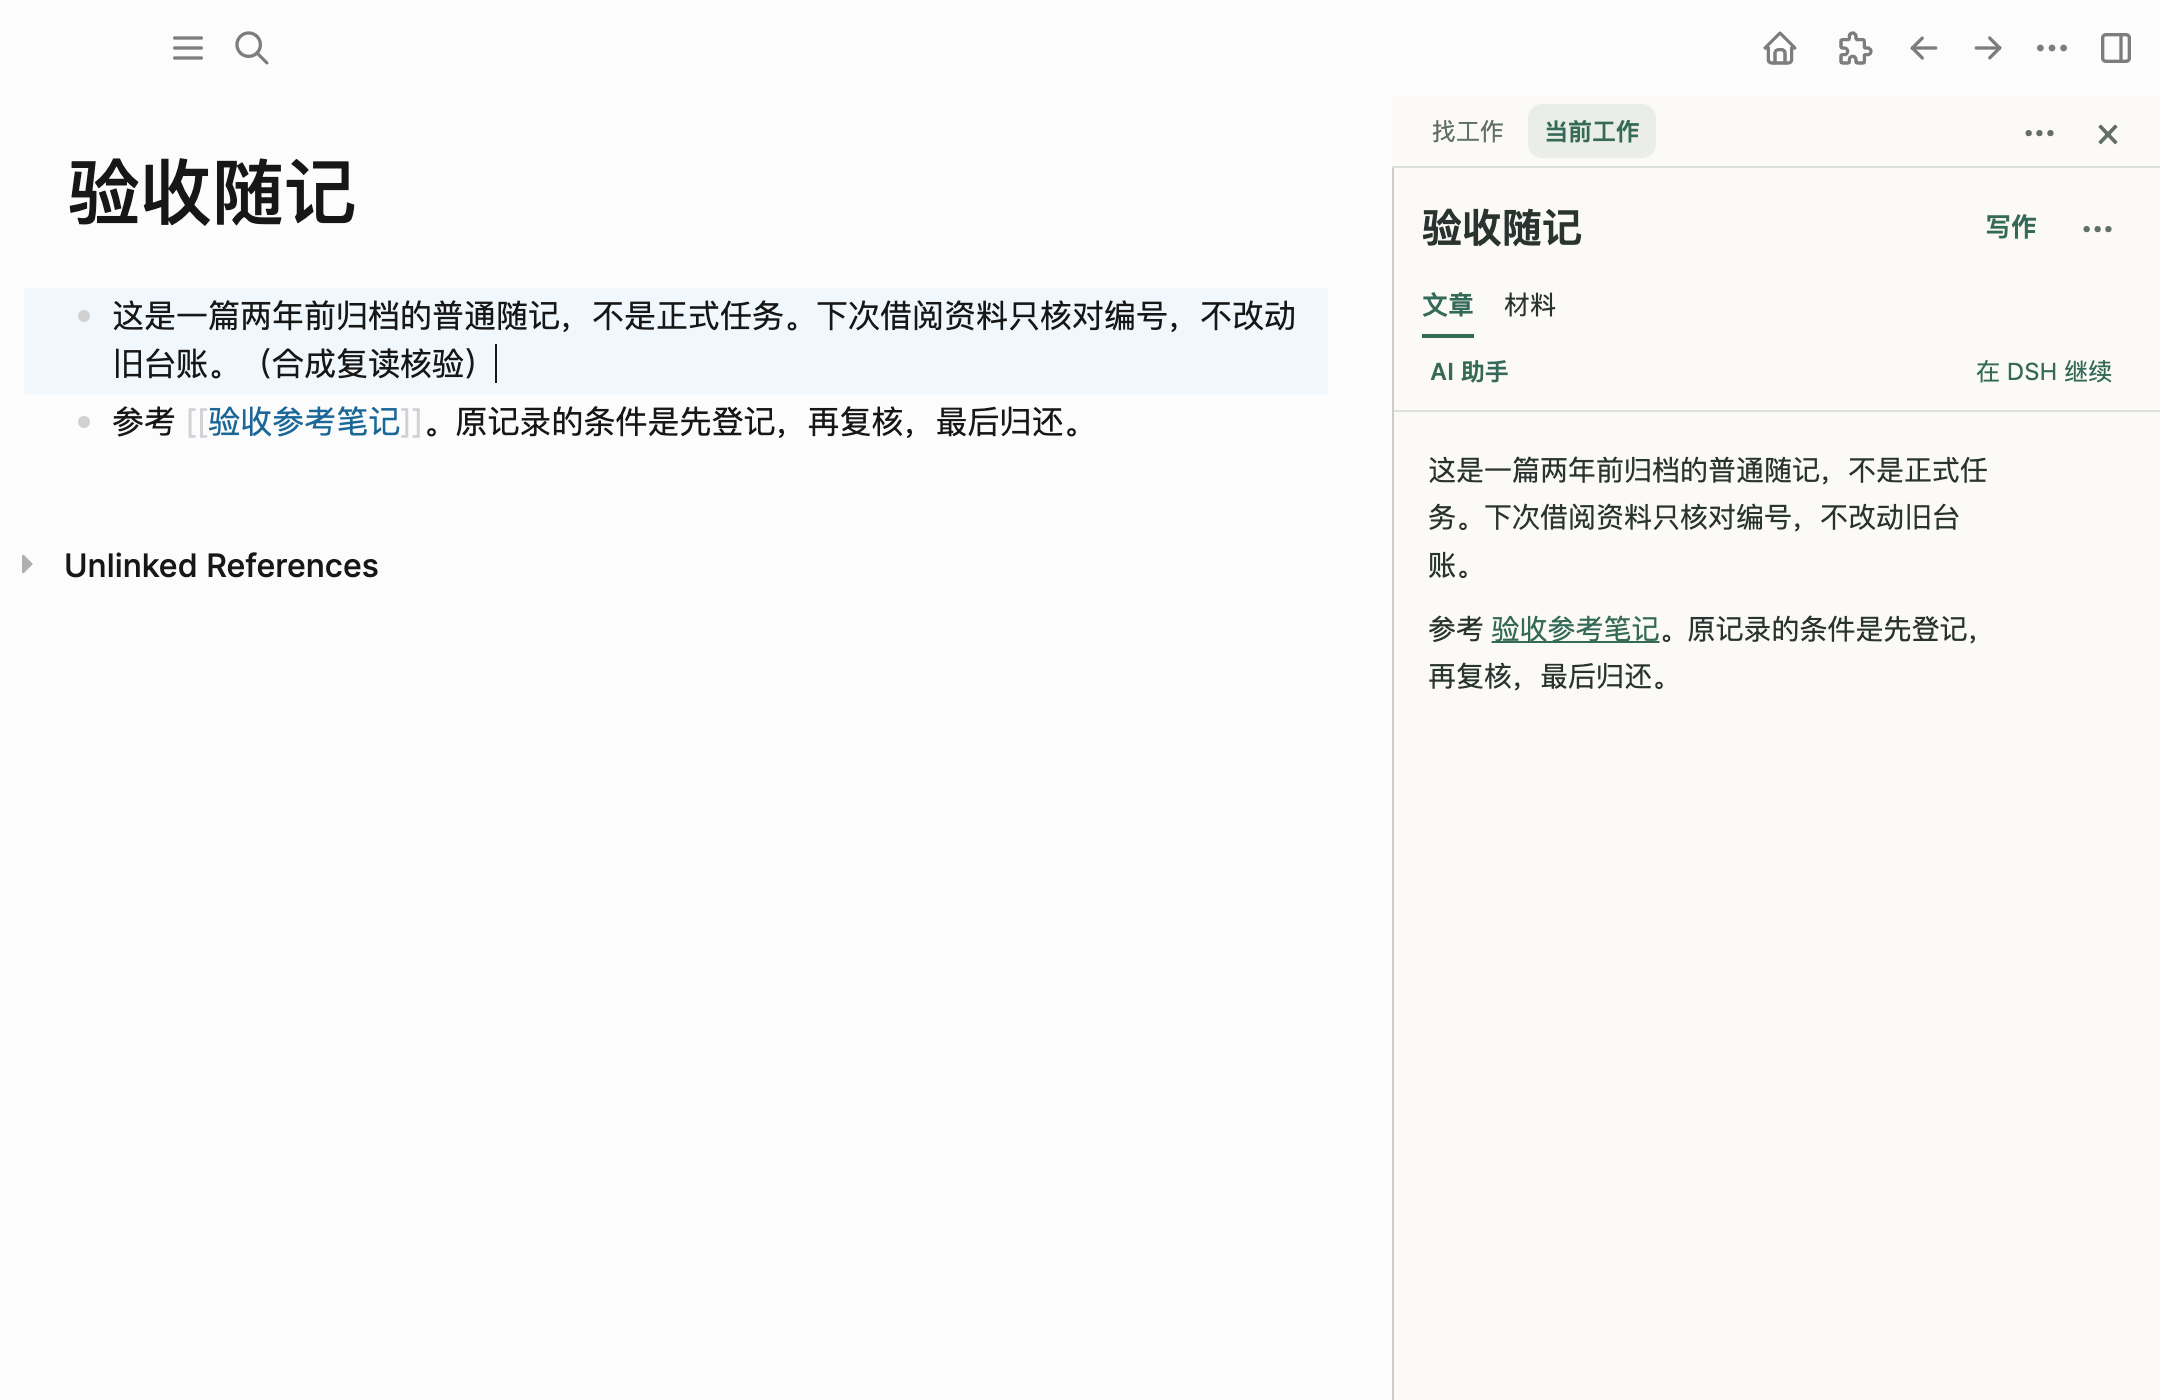 验收随记
这是一篇两年前归档的普通随记，不是正式任务。下次借阅资料只核对编号，不改动
旧台账。（合成复读核验）
参考 [[验收参考笔记]]。原记录的条件是先登记，再复核，最后归还。
Unlinked References
找工作 当前工作
验收随记 写作
文章 材料
AI 助手 在 DSH 继续
这是一篇两年前归档的普通随记，不是正式任
务。下次借阅资料只核对编号，不改动旧台
账。
参考 验收参考笔记。原记录的条件是先登记，
再复核，最后归还。